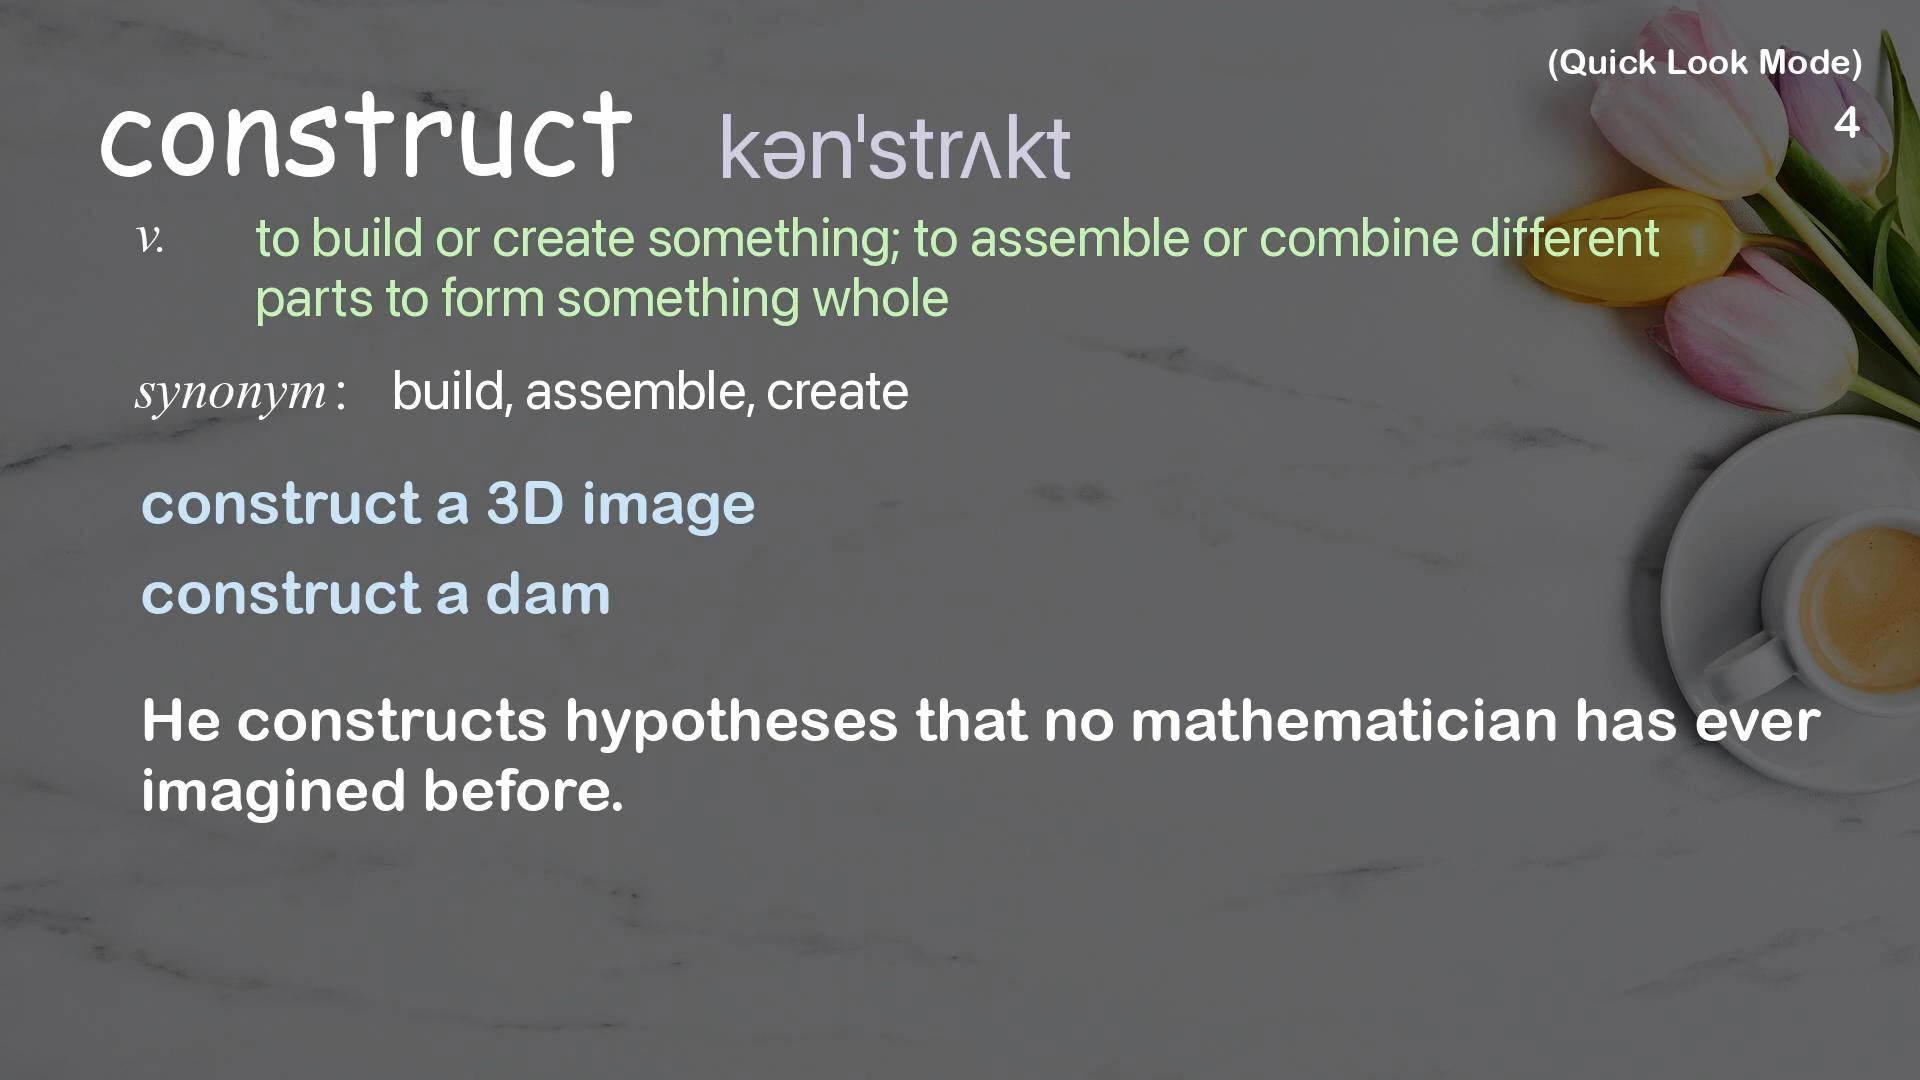 (Quick Look Mode)
construct kən'strʌkt
4
v. to build or create something; to assemble or combine different
parts to form something whole
synonym: build, assemble, create
construct a 3D image
construct a dam
He constructs hypotheses that no mathematician has ever
imagined before.